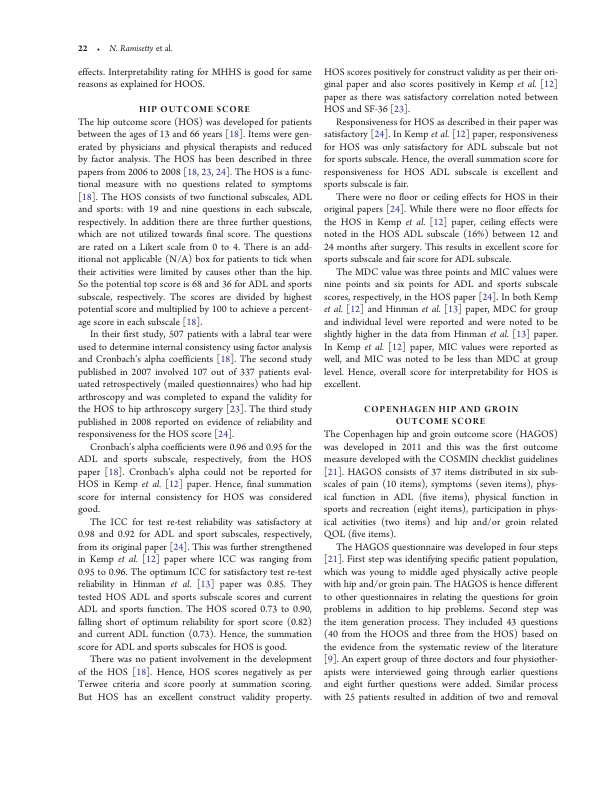 22 • N. Ramisetty et al.
effects. Interpretability rating for MHHS is good for same
reasons as explained for HOOS.
HIP OUTCOME SCORE
The hip outcome score (HOS) was developed for patients
between the ages of 13 and 66 years [18]. Items were gen-
erated by physicians and physical therapists and reduced
by factor analysis. The HOS has been described in three
papers from 2006 to 2008 [18, 23, 24]. The HOS is a func-
tional measure with no questions related to symptoms
[18]. The HOS consists of two functional subscales, ADL
and sports: with 19 and nine questions in each subscale,
respectively. In addition there are three further questions,
which are not utilized towards final score. The questions
are rated on a Likert scale from 0 to 4. There is an add-
itional not applicable (N/A) box for patients to tick when
their activities were limited by causes other than the hip.
So the potential top score is 68 and 36 for ADL and sports
subscale, respectively. The scores are divided by highest
potential score and multiplied by 100 to achieve a percent-
age score in each subscale [18].
In their first study, 507 patients with a labral tear were
used to determine internal consistency using factor analysis
and Cronbach's alpha coefficients [18]. The second study
published in 2007 involved 107 out of 337 patients eval-
uated retrospectively (mailed questionnaires) who had hip
arthroscopy and was completed to expand the validity for
the HOS to hip arthroscopy surgery [23]. The third study
published in 2008 reported on evidence of reliability and
responsiveness for the HOS score [24].
Cronbach's alpha coefficients were 0.96 and 0.95 for the
ADL and sports subscale, respectively, from the HOS
paper [18]. Cronbach's alpha could not be reported for
HOS in Kemp et al. [12] paper. Hence, final summation
score for internal consistency for HOS was considered
good.
The ICC for test re-test reliability was satisfactory at
0.98 and 0.92 for ADL and sport subscales, respectively,
from its original paper [24]. This was further strengthened
in Kemp et al. [12] paper where ICC was ranging from
0.95 to 0.96. The optimum ICC for satisfactory test re-test
reliability in Hinman et al. [13] paper was 0.85. They
tested HOS ADL and sports subscale scores and current
ADL and sports function. The HOS scored 0.73 to 0.90,
falling short of optimum reliability for sport score (0.82)
and current ADL function (0.73). Hence, the summation
score for ADL and sports subscales for HOS is good.
There was no patient involvement in the development
of the HOS [18]. Hence, HOS scores negatively as per
Terwee criteria and score poorly at summation scoring.
But HOS has an excellent construct validity property.
HOS scores positively for construct validity as per their ori-
ginal paper and also scores positively in Kemp et al. [12]
paper as there was satisfactory correlation noted between
HOS and SF-36 [23].
Responsiveness for HOS as described in their paper was
satisfactory [24]. In Kemp et al. [12] paper, responsiveness
for HOS was only satisfactory for ADL subscale but not
for sports subscale. Hence, the overall summation score for
responsiveness for HOS ADL subscale is excellent and
sports subscale is fair.
There were no floor or ceiling effects for HOS in their
original papers [24]. While there were no floor effects for
the HOS in Kemp et al. [12] paper, ceiling effects were
noted in the HOS ADL subscale (16%) between 12 and
24 months after surgery. This results in excellent score for
sports subscale and fair score for ADL subscale.
The MDC value was three points and MIC values were
nine points and six points for ADL and sports subscale
scores, respectively, in the HOS paper [24]. In both Kemp
et al. [12] and Hinman et al. [13] paper, MDC for group
and individual level were reported and were noted to be
slightly higher in the data from Hinman et al. [13] paper.
In Kemp et al. [12] paper, MIC values were reported as
well, and MIC was noted to be less than MDC at group
level. Hence, overall score for interpretability for HOS is
excellent.
COPENHAGEN HIP AND GROIN
OUTCOME SCORE
The Copenhagen hip and groin outcome score (HAGOS)
was developed in 2011 and this was the first outcome
measure developed with the COSMIN checklist guidelines
[21]. HAGOS consists of 37 items distributed in six sub-
scales of pain (10 items), symptoms (seven items), phys-
ical function in ADL (five items), physical function in
sports and recreation (eight items), participation in phys-
ical activities (two items) and hip and/or groin related
QOL (five items).
The HAGOS questionnaire was developed in four steps
[21]. First step was identifying specific patient population,
which was young to middle aged physically active people
with hip and/or groin pain. The HAGOS is hence different
to other questionnaires in relating the questions for groin
problems in addition to hip problems. Second step was
the item generation process. They included 43 questions
(40 from the HOOS and three from the HOS) based on
the evidence from the systematic review of the literature
[9]. An expert group of three doctors and four physiother-
apists were interviewed going through earlier questions
and eight further questions were added. Similar process
with 25 patients resulted in addition of two and removal